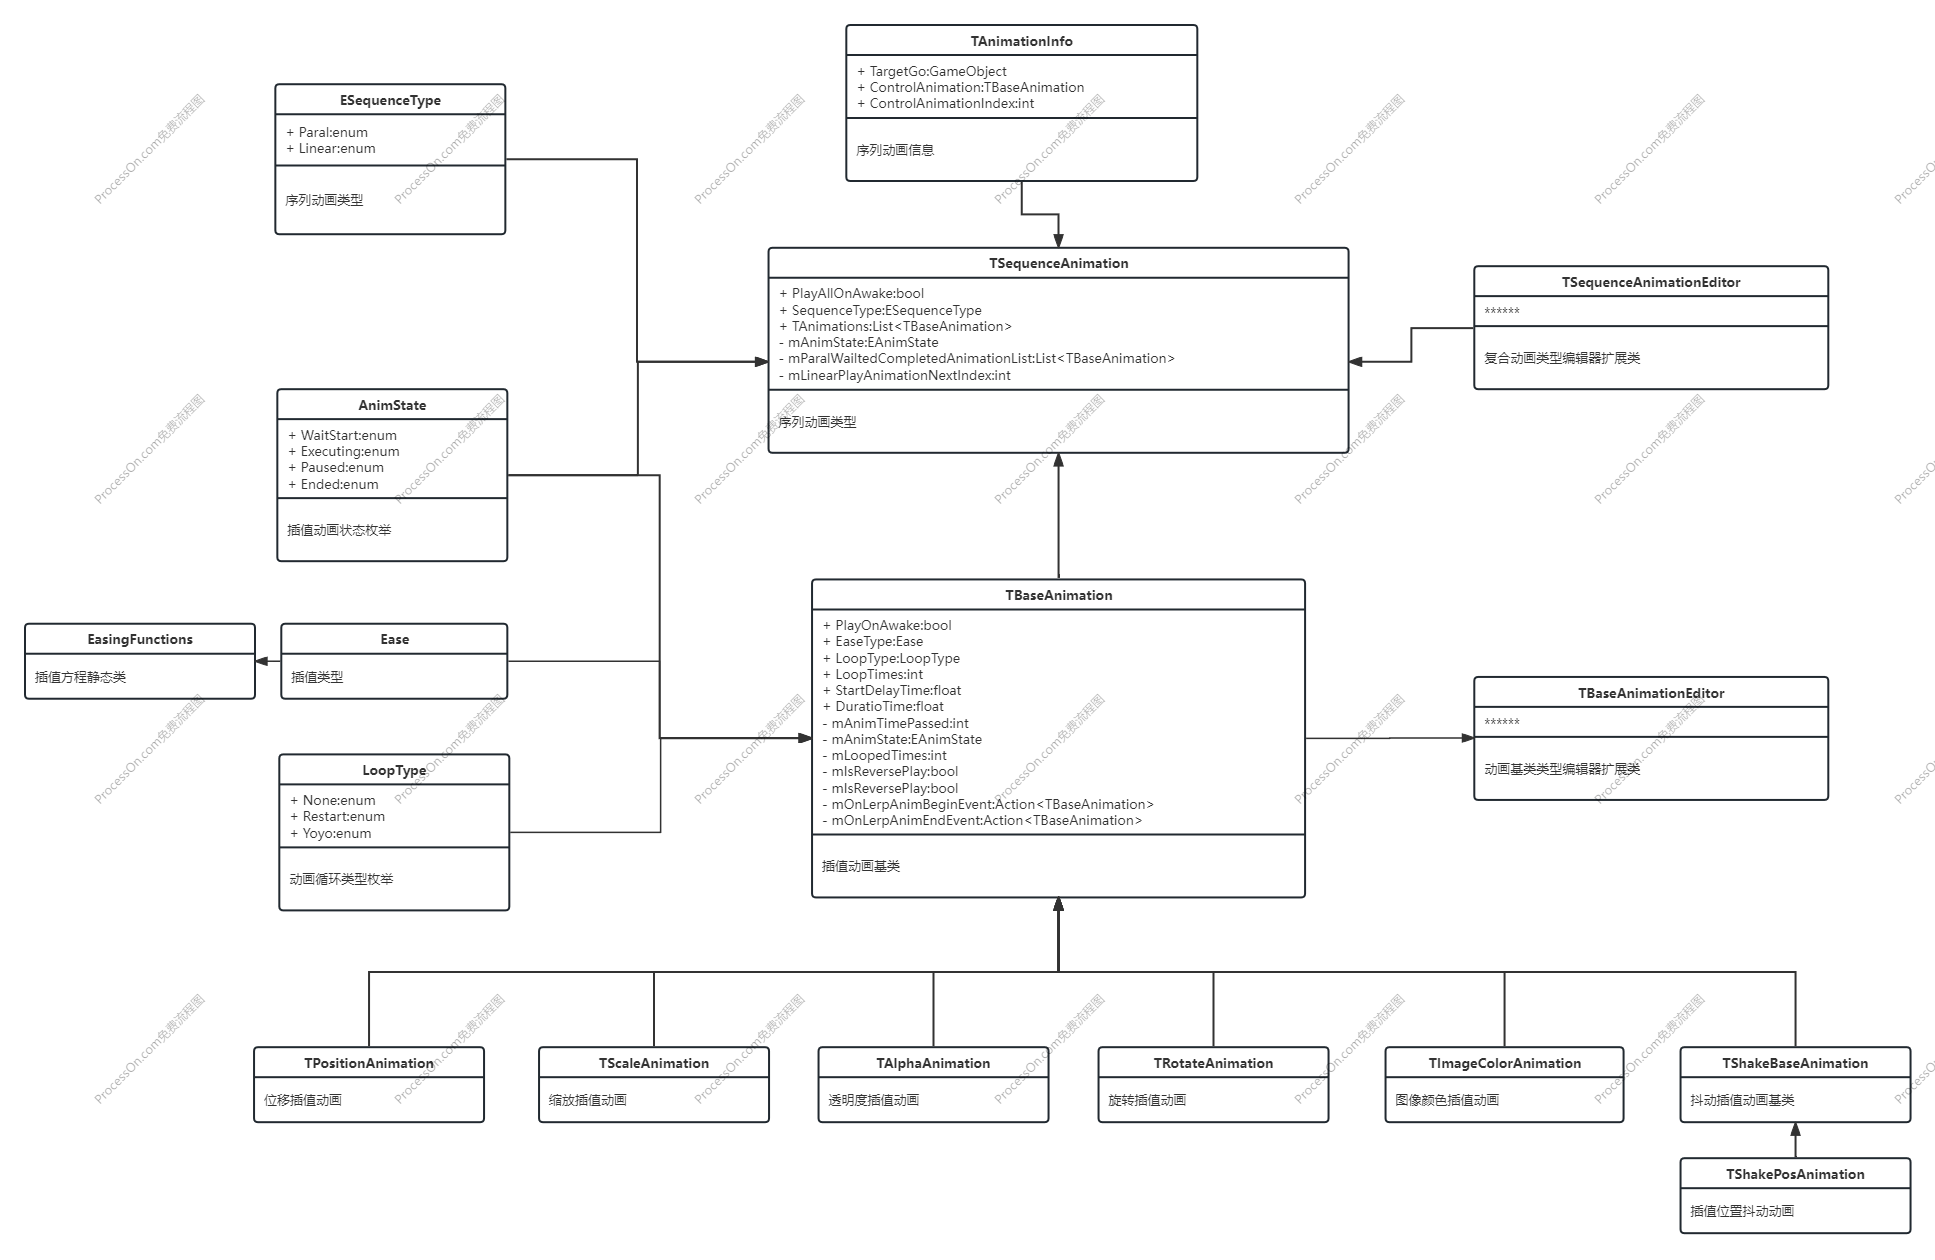 TAnimationInfo
+ TargetGo:GameObject
+ ControlAnimation:TBaseAnimation
+ ControlAnimationIndex:int
序列动画信息
ESequenceType
+ Paral:enum
+ Linear:enum
序列动画类型
TSequenceAnimation
+ PlayAllOnAwake:bool
+ SequenceType:ESequenceType
+ TAnimations:List<TBaseAnimation>
- mAnimState:EAnimState
- mParalWailtedCompletedAnimationList:List<TBaseAnimation>
- mLinearPlayAnimationNextIndex:int
序列动画类型
TSequenceAnimationEditor
******
复合动画类型编辑器扩展类
AnimState
+ WaitStart:enum
+ Executing:enum
+ Paused:enum
+ Ended:enum
插值动画状态枚举
EasingFunctions
插值方程静态类
Ease
插值类型
LoopType
+ None:enum
+ Restart:enum
+ Yoyo:enum
动画循环类型枚举
TBaseAnimation
+ PlayOnAwake:bool
+ EaseType:Ease
+ LoopType:LoopType
+ LoopTimes:int
+ StartDelayTime:float
+ DuratioTime:float
- mAnimTimePassed:int
- mAnimState:EAnimState
- mLoopedTimes:int
- mIsReversePlay:bool
- mIsReversePlay:bool
- mOnLerpAnimBeginEvent:Action<TBaseAnimation>
- mOnLerpAnimEndEvent:Action<TBaseAnimation>
插值动画基类
TBaseAnimationEditor
******
动画基类类型编辑器扩展类
TPositionAnimation
位移插值动画
TScaleAnimation
缩放插值动画
TAlphaAnimation
透明度插值动画
TRotateAnimation
旋转插值动画
TImageColorAnimation
图像颜色插值动画
TShakeBaseAnimation
抖动插值动画基类
TShakePosAnimation
插值位置抖动动画
ProcessOn.com免费流程图